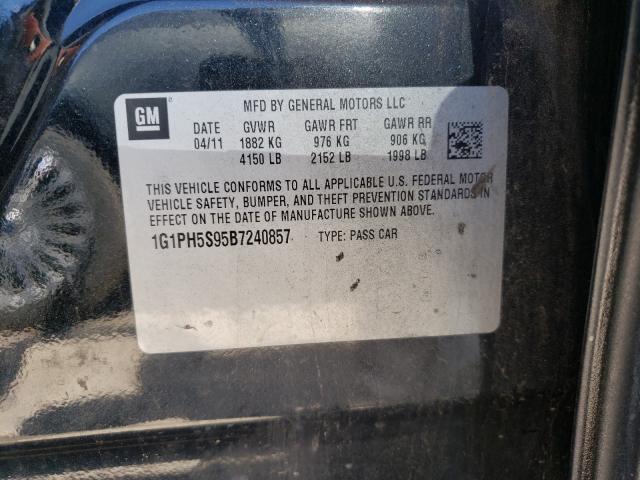 GM
MFD BY GENERAL MOTORS LLC
DATE GVWR GAWR FRT GAWR RR
04/11 1882 KG 976 KG 906 KG
4150 LB 2152 LB 1998 LB
THIS VEHICLE CONFORMS TO ALL APPLICABLE U.S. FEDERAL MOTOR
VEHICLE SAFETY, BUMPER, AND THEFT PREVENTION STANDARDS IN
EFFECT ON THE DATE OF MANUFACTURE SHOWN ABOVE.
1G1PH5S95B7240857 TYPE: PASS CAR